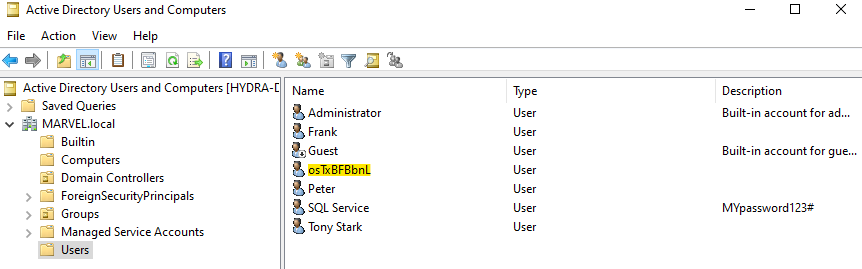 Active Directory Users and Computers
File Action View Help
Active Directory Users and Computers [HYDRA-D
Saved Queries
MARVEL.local
Builtin
Computers
Domain Controllers
ForeignSecurityPrincipals
Groups
Managed Service Accounts
Users
Name Type Description
Administrator User Built-in account for ad...
Frank User
Guest User Built-in account for gue...
osTxBFBbnL User
Peter User
SQL Service User MYpassword123#
Tony Stark User